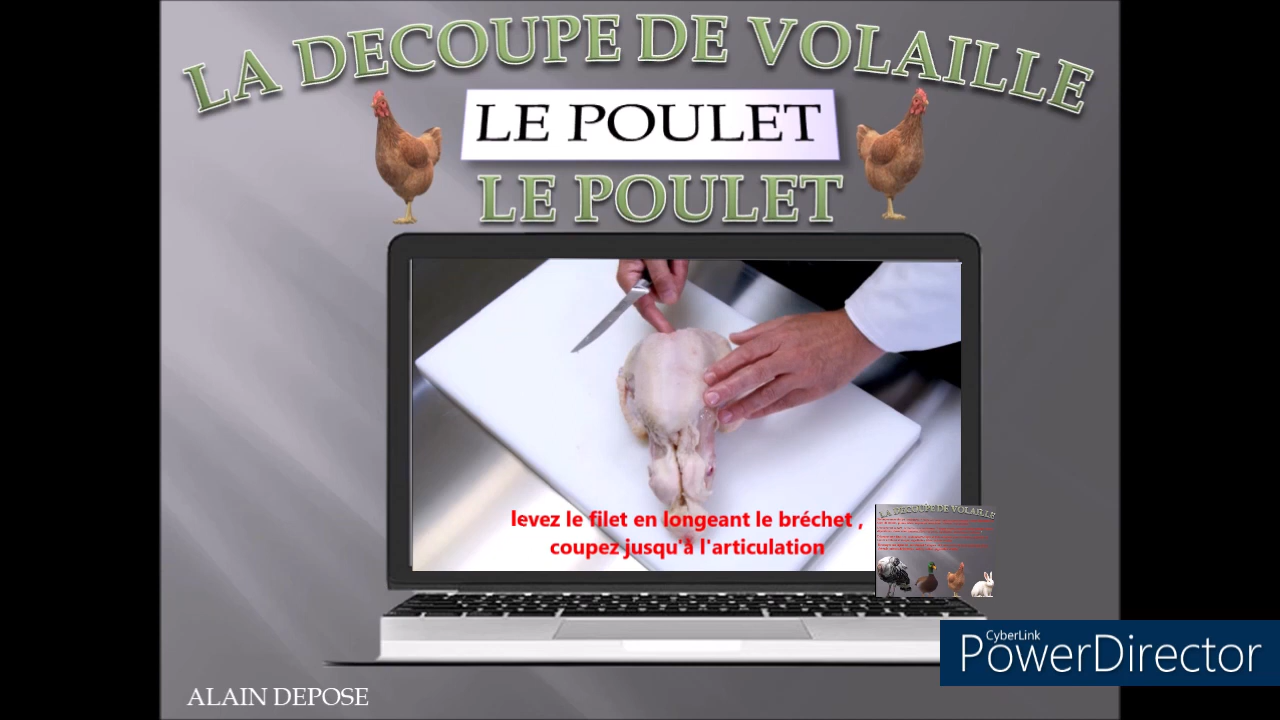 LA DECOUPE DE VOLAILLE
LE POULET
LE POULET
levez le filet en longeant le bréchet ,
coupez jusqu'à l'articulation
LA DECOUPE DE VOLAILLE
CyberLink
PowerDirector
ALAIN DEPOSE